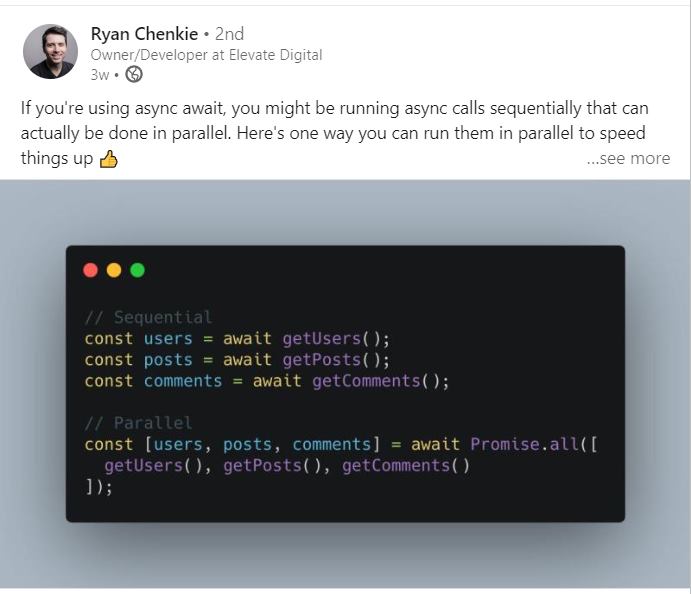 Ryan Chenkie • 2nd
Owner/Developer at Elevate Digital
3w •
If you're using async await, you might be running async calls sequentially that can
actually be done in parallel. Here's one way you can run them in parallel to speed
things up 👍 ...see more
// Sequential
const users = await getUsers();
const posts = await getPosts();
const comments = await getComments();
// Parallel
const [users, posts, comments] = await Promise.all([
  getUsers(), getPosts(), getComments()
]);